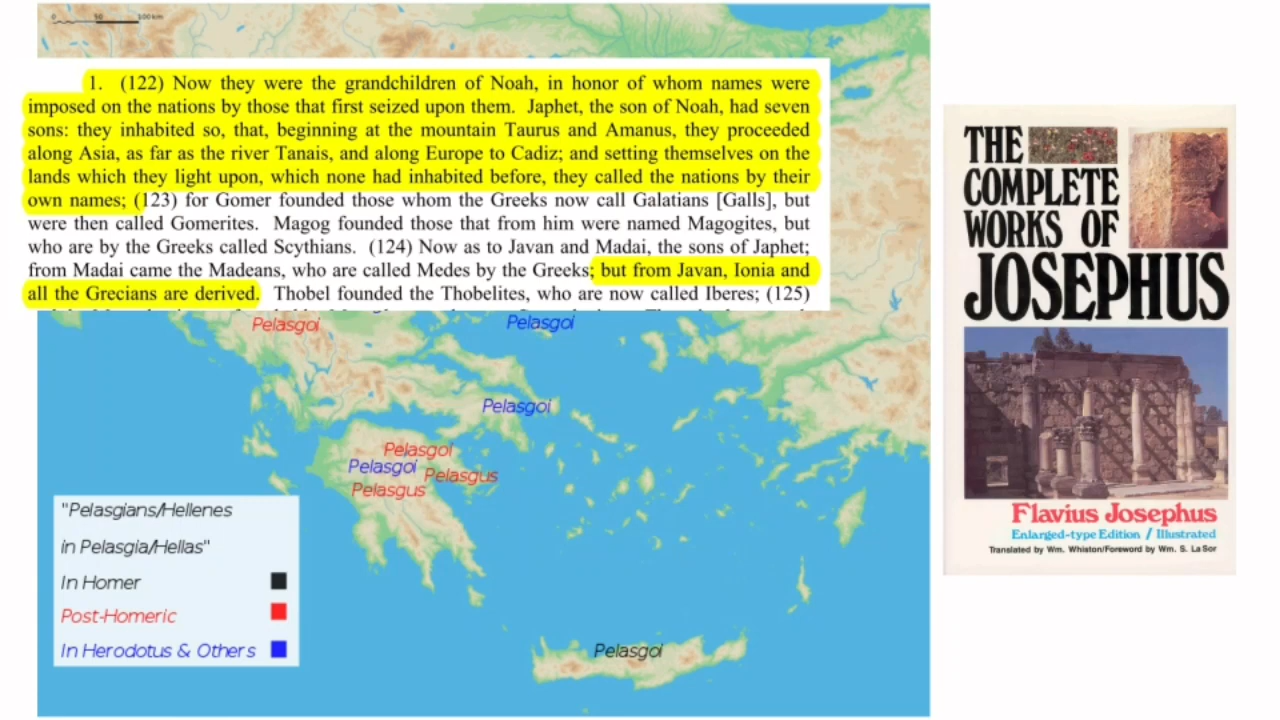 0 50 100 km
1. (122) Now they were the grandchildren of Noah, in honor of whom names were
imposed on the nations by those that first seized upon them. Japhet, the son of Noah, had seven
sons: they inhabited so, that, beginning at the mountain Taurus and Amanus, they proceeded
along Asia, as far as the river Tanais, and along Europe to Cadiz; and setting themselves on the
lands which they light upon, which none had inhabited before, they called the nations by their
own names; (123) for Gomer founded those whom the Greeks now call Galatians [Galls], but
were then called Gomerites. Magog founded those that from him were named Magogites, but
who are by the Greeks called Scythians. (124) Now as to Javan and Madai, the sons of Japhet;
from Madai came the Madeans, who are called Medes by the Greeks; but from Javan, Ionia and
all the Grecians are derived. Thobel founded the Thobelites, who are now called Iberes; (125)
Pelasgoi
Pelasgoi
Pelasgoi
Pelasgoi
Pelasgoi
Pelasgus
Pelasgus
Pelasgoi
"Pelasgians/Hellenes
in Pelasgia/Hellas"
In Homer
Post-Homeric
In Herodotus & Others
THE
COMPLETE
WORKS OF
JOSEPHUS
Flavius Josephus
Enlarged-type Edition / Illustrated
Translated by Wm. Whiston/Foreword by Wm. S. LaSor